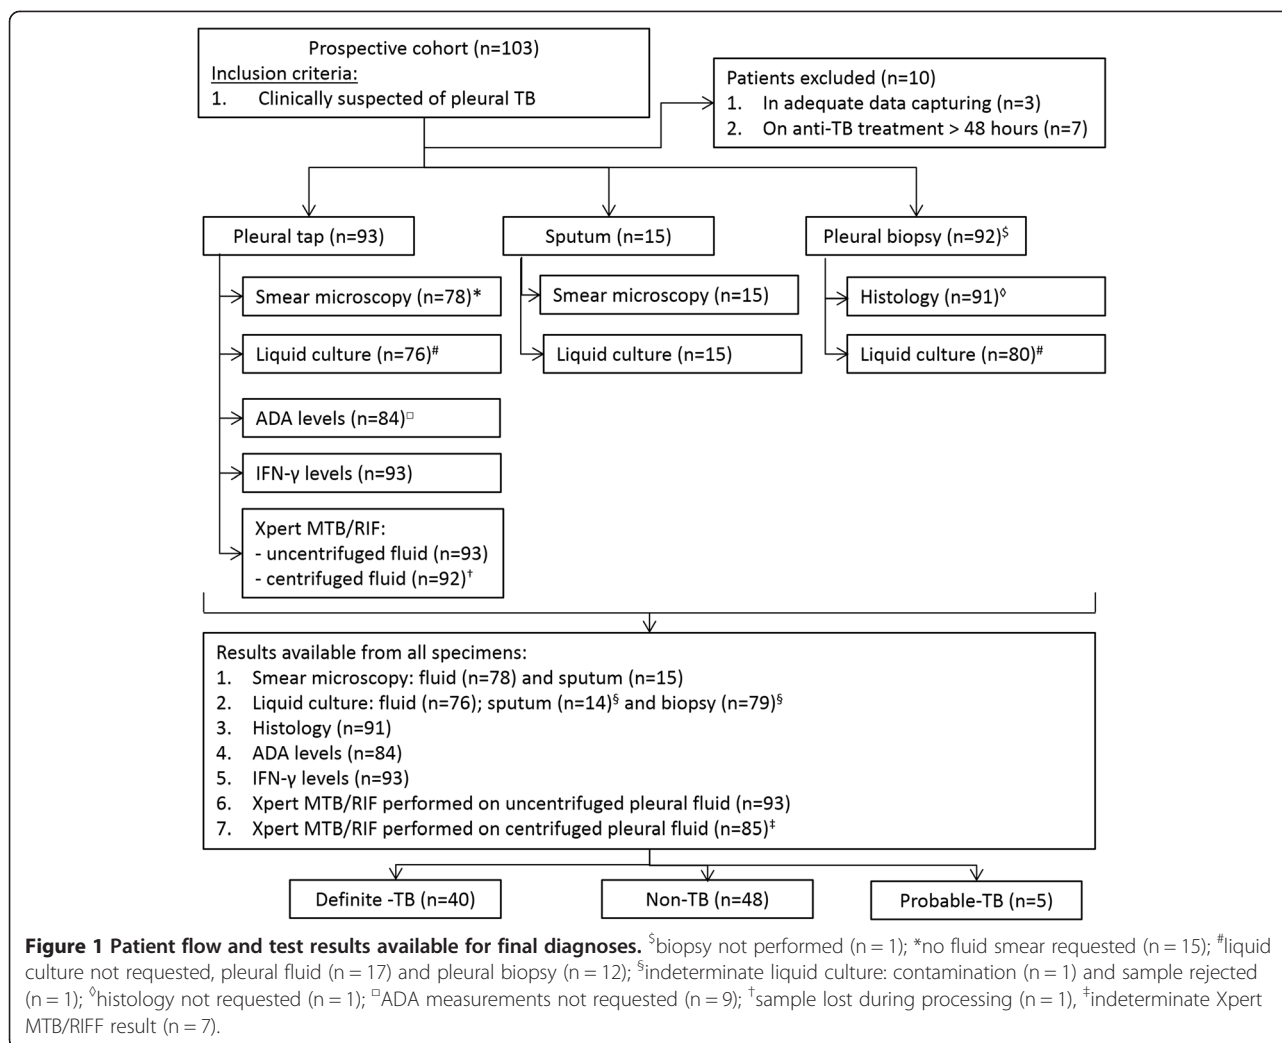 Prospective cohort (n=103)
Inclusion criteria:
1. Clinically suspected of pleural TB
Patients excluded (n=10)
1. In adequate data capturing (n=3)
2. On anti-TB treatment > 48 hours (n=7)
Pleural tap (n=93)
Sputum (n=15)
Pleural biopsy (n=92)$
Smear microscopy (n=78)*
Smear microscopy (n=15)
Histology (n=91)◊
Liquid culture (n=76)#
Liquid culture (n=15)
Liquid culture (n=80)#
ADA levels (n=84)□
IFN-γ levels (n=93)
Xpert MTB/RIF:
- uncentrifuged fluid (n=93)
- centrifuged fluid (n=92)†
Results available from all specimens:
1. Smear microscopy: fluid (n=78) and sputum (n=15)
2. Liquid culture: fluid (n=76); sputum (n=14)§ and biopsy (n=79)§
3. Histology (n=91)
4. ADA levels (n=84)
5. IFN-γ levels (n=93)
6. Xpert MTB/RIF performed on uncentrifuged pleural fluid (n=93)
7. Xpert MTB/RIF performed on centrifuged pleural fluid (n=85)‡
Definite -TB (n=40)
Non-TB (n=48)
Probable-TB (n=5)
Figure 1 Patient flow and test results available for final diagnoses. $biopsy not performed (n = 1); *no fluid smear requested (n = 15); #liquid
culture not requested, pleural fluid (n = 17) and pleural biopsy (n = 12); §indeterminate liquid culture: contamination (n = 1) and sample rejected
(n = 1); ◊histology not requested (n = 1); □ADA measurements not requested (n = 9); †sample lost during processing (n = 1), ‡indeterminate Xpert
MTB/RIFF result (n = 7).